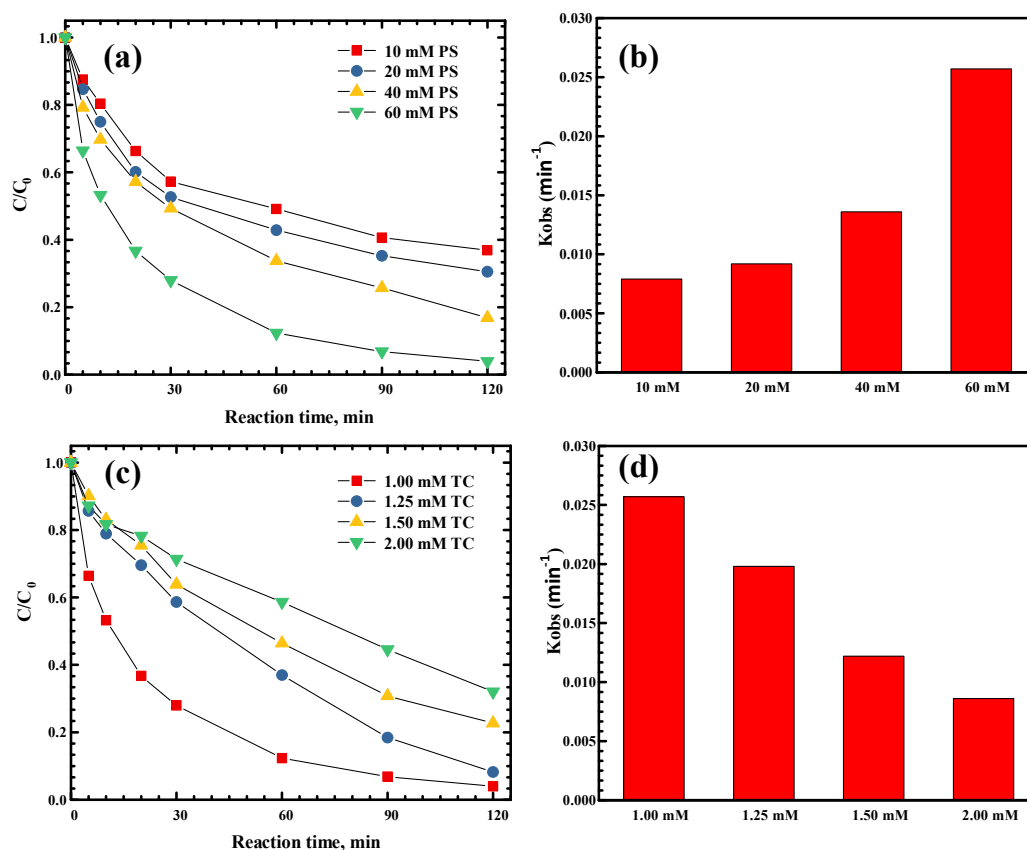 (a)
10 mM PS
20 mM PS
40 mM PS
60 mM PS
C/C0
1.0
0.8
0.6
0.4
0.2
0.0
0 30 60 90 120
Reaction time, min
(b)
Kobs (min-1)
0.030
0.025
0.020
0.015
0.010
0.005
0.000
10 mM 20 mM 40 mM 60 mM
(c)
1.00 mM TC
1.25 mM TC
1.50 mM TC
2.00 mM TC
C/C0
1.0
0.8
0.6
0.4
0.2
0.0
0 30 60 90 120
Reaction time, min
(d)
Kobs (min-1)
0.030
0.025
0.020
0.015
0.010
0.005
0.000
1.00 mM 1.25 mM 1.50 mM 2.00 mM